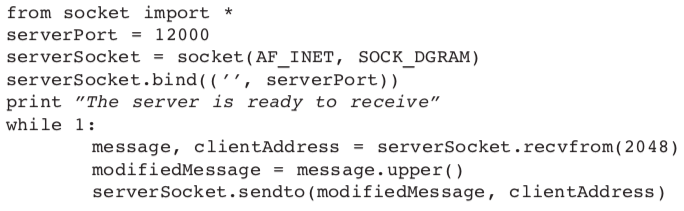 from socket import *
serverPort = 12000
serverSocket = socket(AF_INET, SOCK_DGRAM)
serverSocket.bind((’’, serverPort))
print ”The server is ready to receive”
while 1:
        message, clientAddress = serverSocket.recvfrom(2048)
        modifiedMessage = message.upper()
        serverSocket.sendto(modifiedMessage, clientAddress)